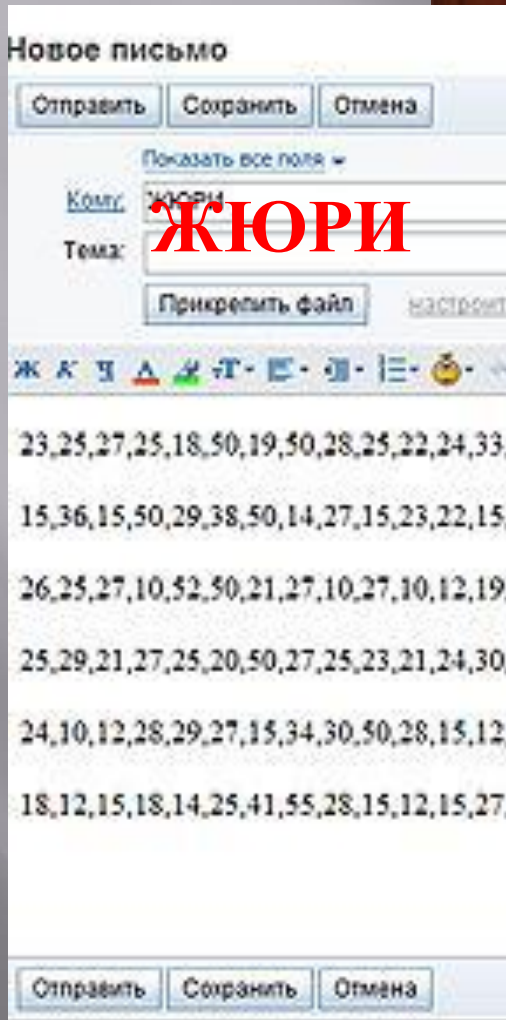 Новое письмо
Отправить Сохранить Отмена
Показать все поля
Кому: ЖЮРИ
ЖЮРИ
Тема:
Прикрепить файл настроит
Ж К Ч А Т
23,25,27,25,18,50,19,50,28,25,22,24,33,
15,36,15,50,29,38,50,14,27,15,23,22,15,
26,25,27,10,52,50,21,27,10,27,10,12,19,
25,29,21,27,25,20,50,27,25,23,21,24,30,
24,10,12,28,29,27,15,34,30,50,28,15,12,
18,12,15,18,14,25,41,55,28,15,12,15,27,
Отправить Сохранить Отмена